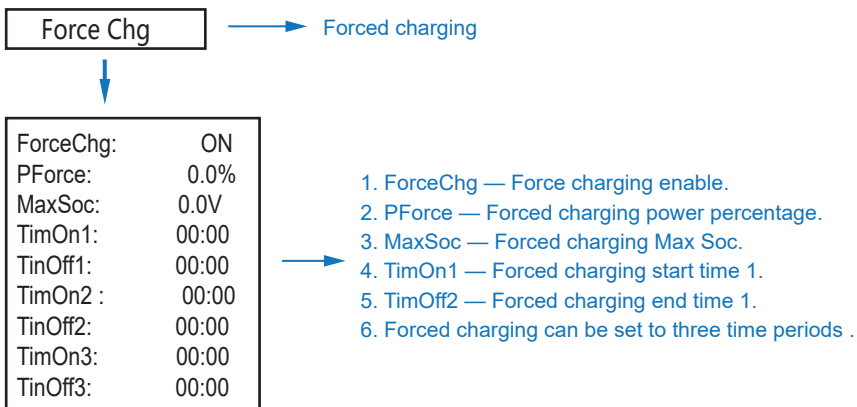 Force Chg
Forced charging
ForceChg: ON
PForce: 0.0%
MaxSoc: 0.0V
TimOn1: 00:00
TinOff1: 00:00
TimOn2 : 00:00
TinOff2: 00:00
TimOn3: 00:00
TinOff3: 00:00
1. ForceChg — Force charging enable.
2. PForce — Forced charging power percentage.
3. MaxSoc — Forced charging Max Soc.
4. TimOn1 — Forced charging start time 1.
5. TimOff2 — Forced charging end time 1.
6. Forced charging can be set to three time periods .